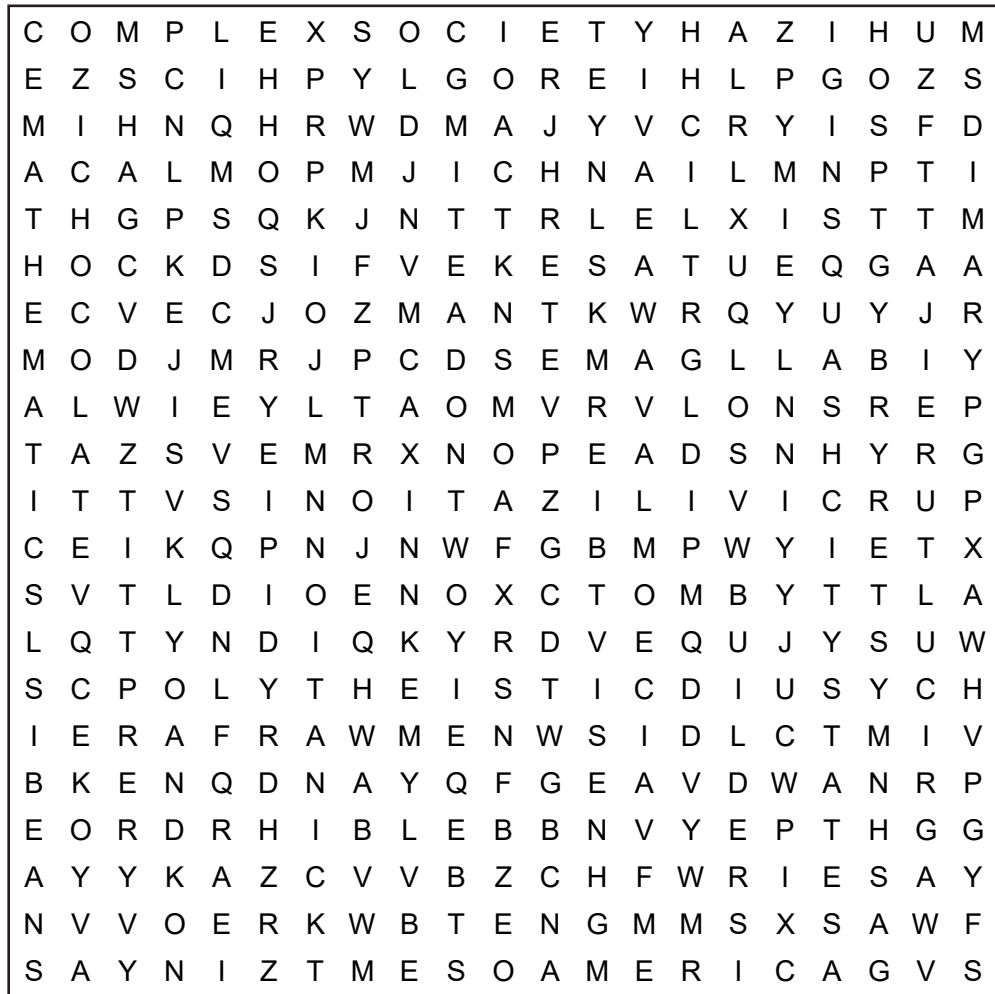 C O M P L E X S O C I E T Y H A Z I H U M
E Z S C I H P Y L G O R E I H L P G O Z S
M I H N Q H R W D M A J Y V C R Y I S F D
A C A L M O P M J I C H N A I L M N P T I
T H G P S Q K J N T T R L E L X I S T T M
H O C K D S I F V E K E S A T U E Q G A A
E C V E C J O Z M A N T K W R Q Y U Y J R
M O D J M R J P C D S E M A G L L A B I Y
A L W I E Y L T A O M V R V L O N S R E P
T A Z S V E M R X N O P E A D S N H Y R G
I T T V S I N O I T A Z I L I V I C R U P
C E I K Q P N J N W F G B M P W Y I E T X
S V T L D I O E N O X C T O M B Y T T L A
L Q T Y N D I Q K Y R D V E Q U J Y S U W
S C P O L Y T H E I S T I C D I U S Y C H
I E R A F R A W M E N W S I D L C T M I V
B K E N Q D N A Y Q F G E A V D W A N R P
E O R D R H I B L E B B N V Y E P T H G G
A Y Y K A Z C V V B Z C H F W R I E S A Y
N V V O E R K W B T E N G M M S X S A W F
S A Y N I Z T M E S O A M E R I C A G V S